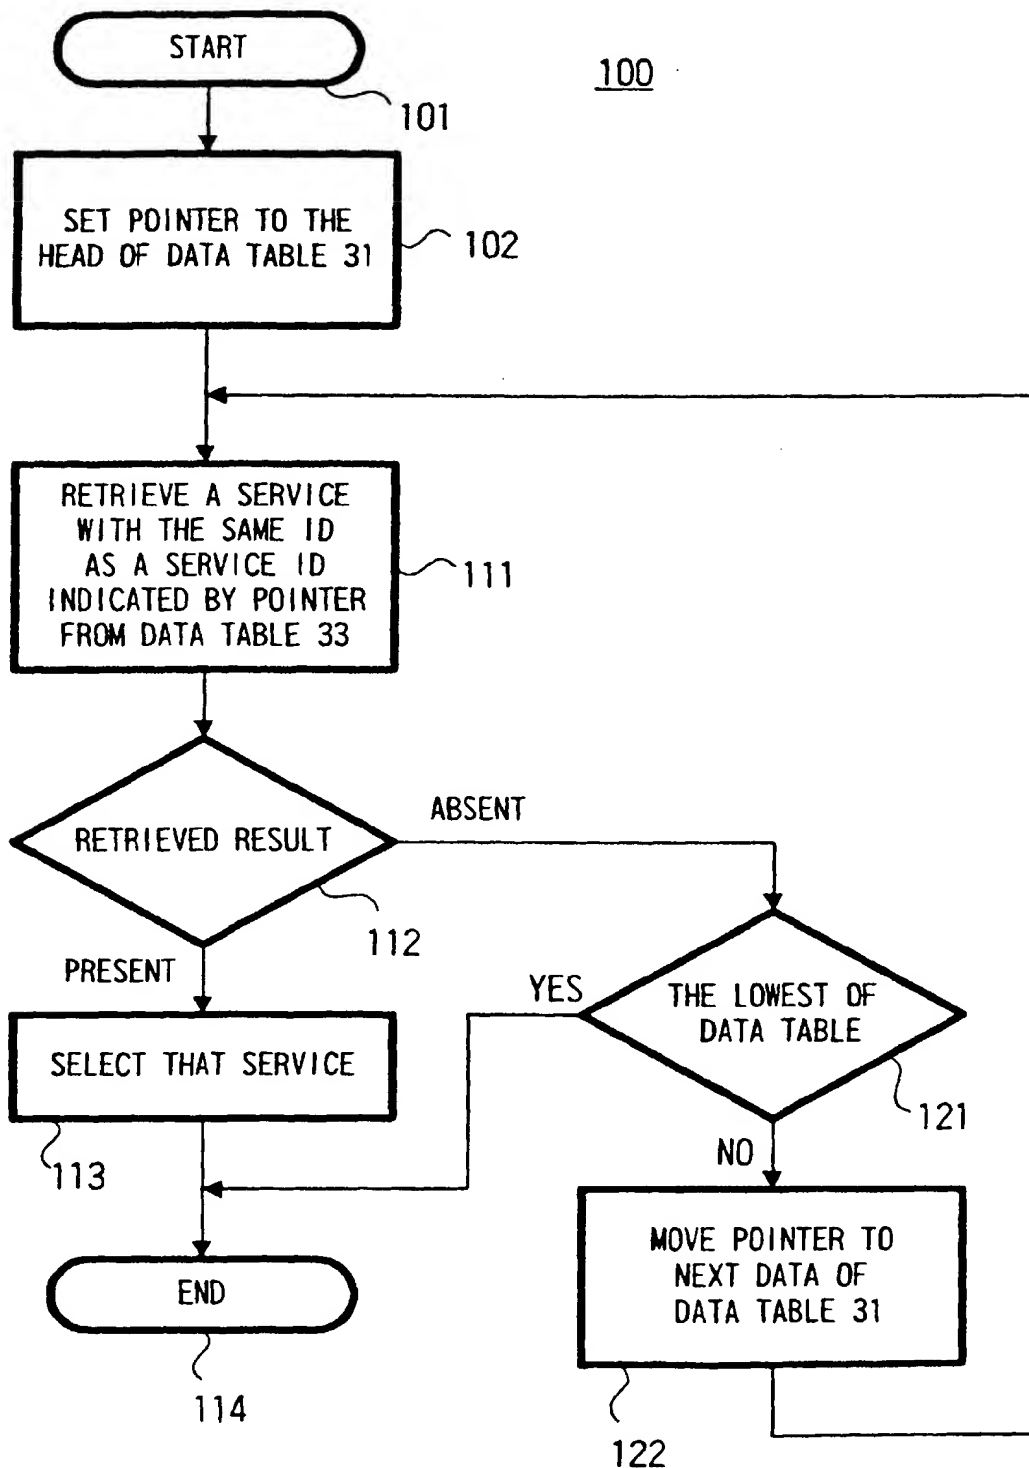 START
100
101
SET POINTER TO THE
HEAD OF DATA TABLE 31
102
RETRIEVE A SERVICE
WITH THE SAME ID
AS A SERVICE ID
INDICATED BY POINTER
FROM DATA TABLE 33
111
ABSENT
RETRIEVED RESULT
112
PRESENT
YES
THE LOWEST OF
DATA TABLE
SELECT THAT SERVICE
121
113
NO
MOVE POINTER TO
NEXT DATA OF
DATA TABLE 31
END
114
122